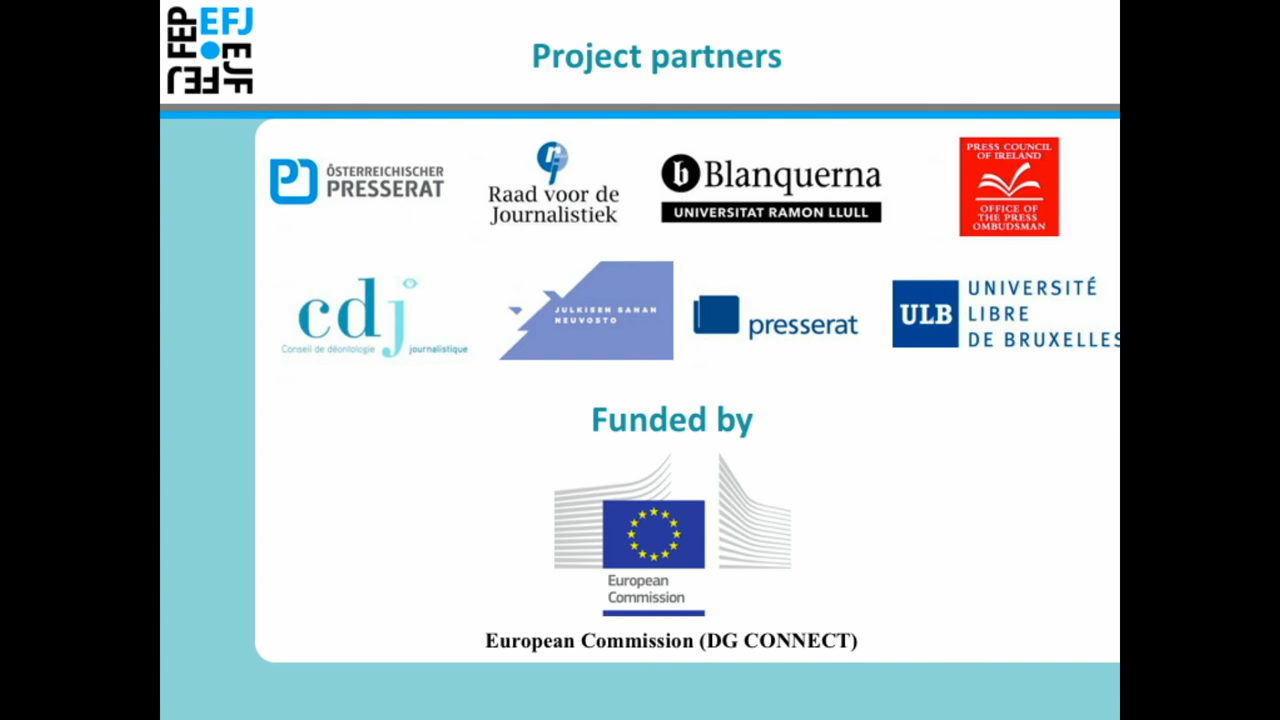 FEP EFJ
EJF FEJ
Project partners
ÖSTERREICHISCHER
PRESSERAT
rj
Raad voor de
Journalistiek
b Blanquerna
UNIVERSITAT RAMON LLULL
PRESS COUNCIL
OF IRELAND
OFFICE OF
THE PRESS
OMBUDSMAN
cdj
Conseil de déontologie journalistique
JULKISEN SANAN
NEUVOSTO
presserat
ULB
UNIVERSITÉ
LIBRE
DE BRUXELLES
Funded by
European
Commission
European Commission (DG CONNECT)